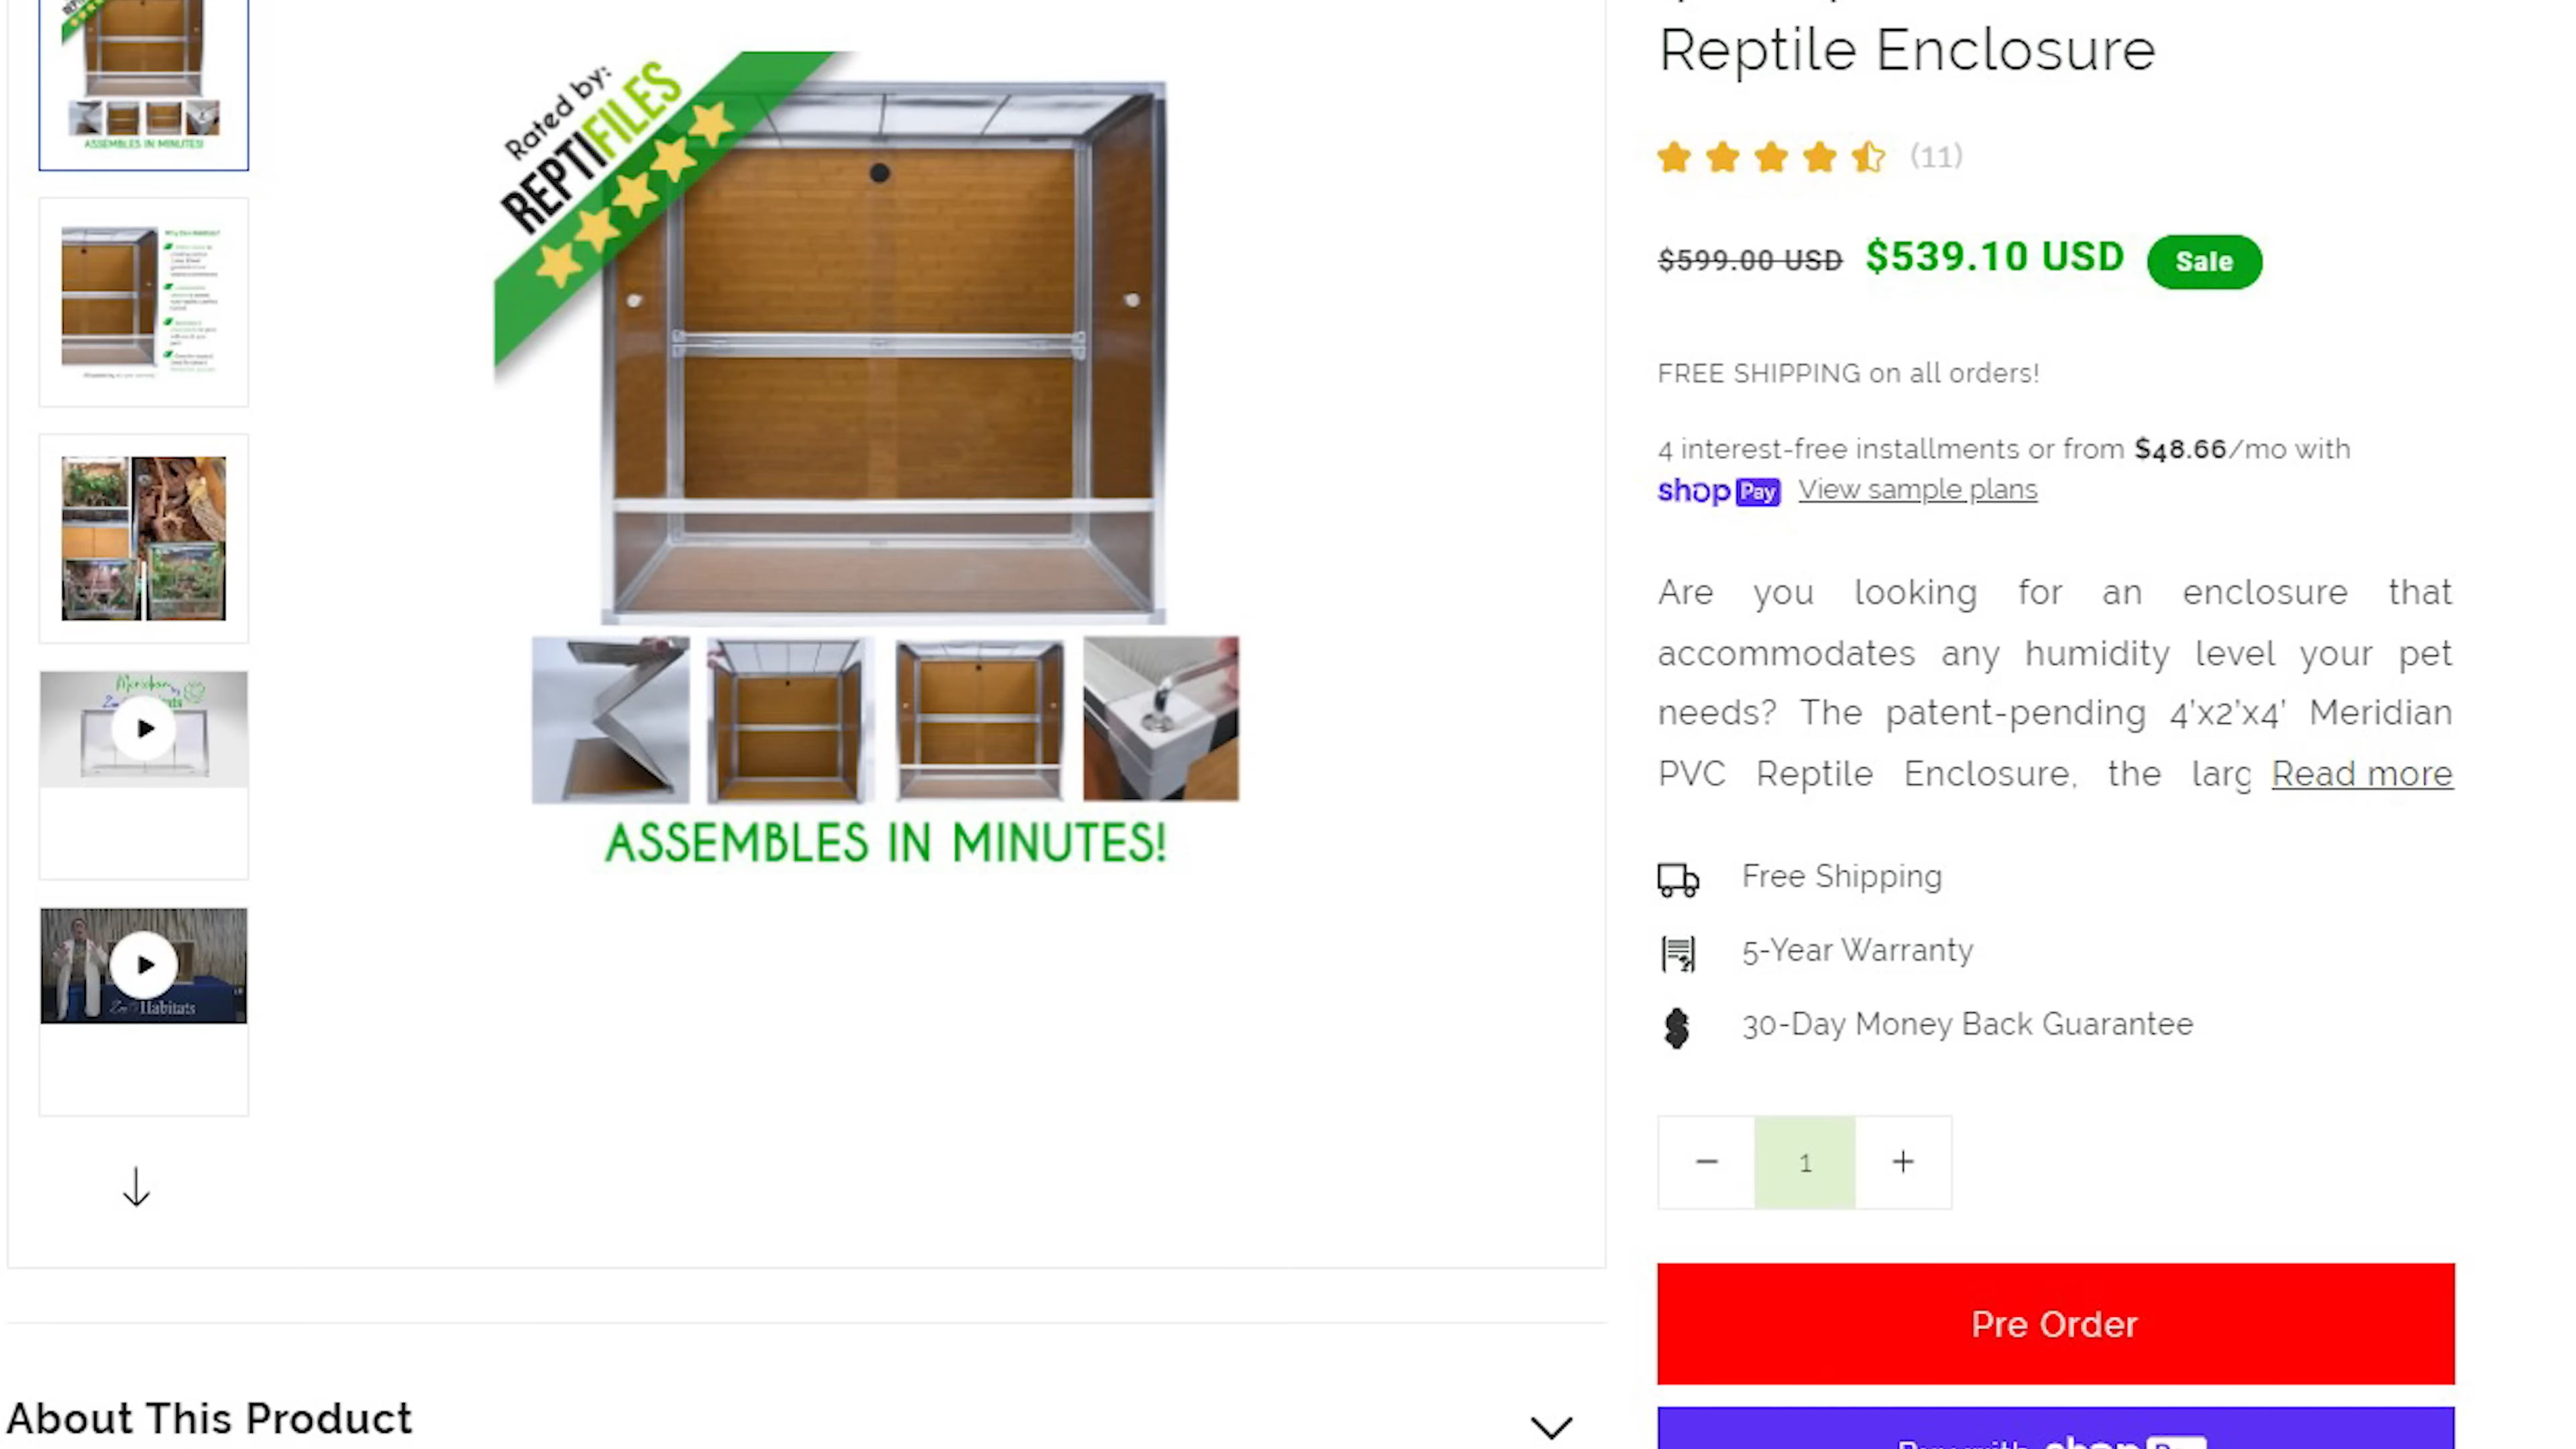 ASSEMBLES IN MINUTES!
Habitats
Rated by:
REPTIFILES
ASSEMBLES IN MINUTES!
About This Product
Reptile Enclosure
(11)
$599.00 USD $539.10 USD Sale
FREE SHIPPING on all orders!
4 interest-free installments or from $48.66/mo with
shop Pay View sample plans
Are you looking for an enclosure that
accommodates any humidity level your pet
needs? The patent-pending 4'x2'x4' Meridian
PVC Reptile Enclosure, the larg Read more
Free Shipping
5-Year Warranty
30-Day Money Back Guarantee
− 1 +
Pre Order